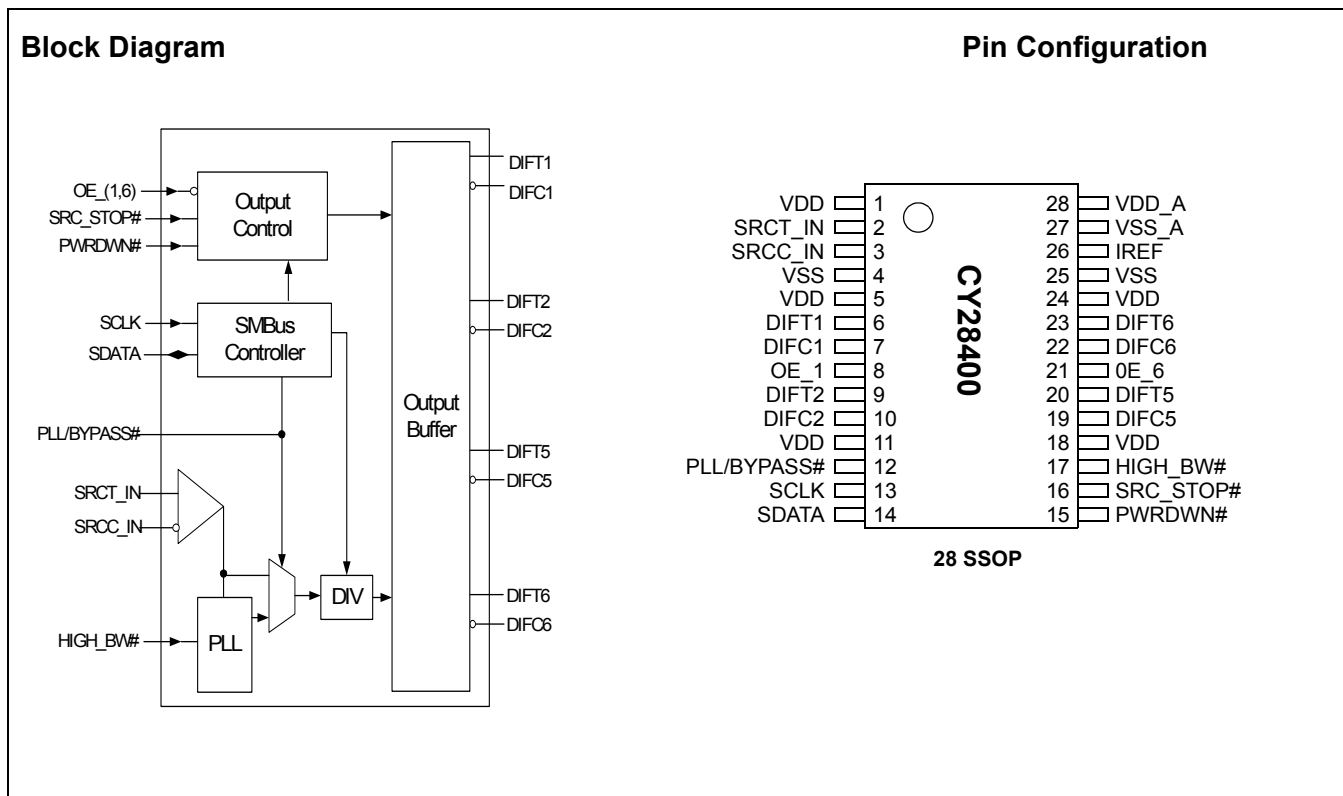 Block Diagram
Pin Configuration
OE_(1,6)
SRC_STOP#
PWRDWN#
SCLK
SDATA
PLL/BYPASS#
SRCT_IN
SRCC_IN
HIGH_BW#
Output
Control
SMBus
Controller
PLL
DIV
Output
Buffer
DIFT1
DIFC1
DIFT2
DIFC2
DIFT5
DIFC5
DIFT6
DIFC6
VDD 1 28 VDD_A
SRCT_IN 2 27 VSS_A
SRCC_IN 3 26 IREF
VSS 4 25 VSS
VDD 5 24 VDD
DIFT1 6 23 DIFT6
DIFC1 7 22 DIFC6
OE_1 8 21 0E_6
DIFT2 9 20 DIFT5
DIFC2 10 19 DIFC5
VDD 11 18 VDD
PLL/BYPASS# 12 17 HIGH_BW#
SCLK 13 16 SRC_STOP#
SDATA 14 15 PWRDWN#
CY28400
28 SSOP